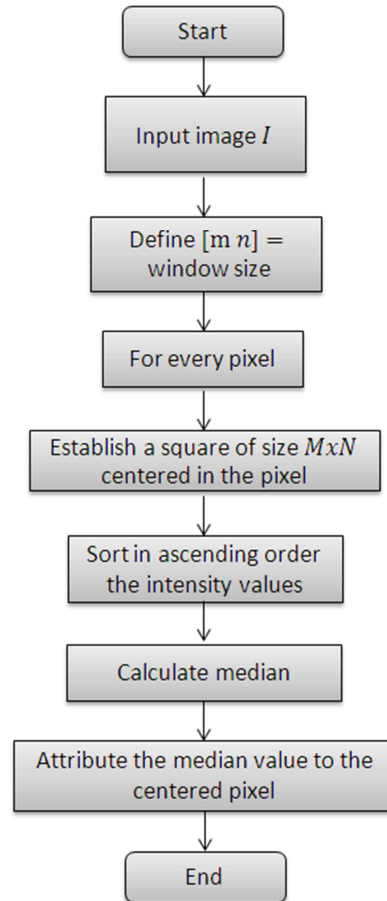 Start
Input image I
Define [m n] =
window size
For every pixel
Establish a square of size MxN
centered in the pixel
Sort in ascending order
the intensity values
Calculate median
Attribute the median value to the
centered pixel
End